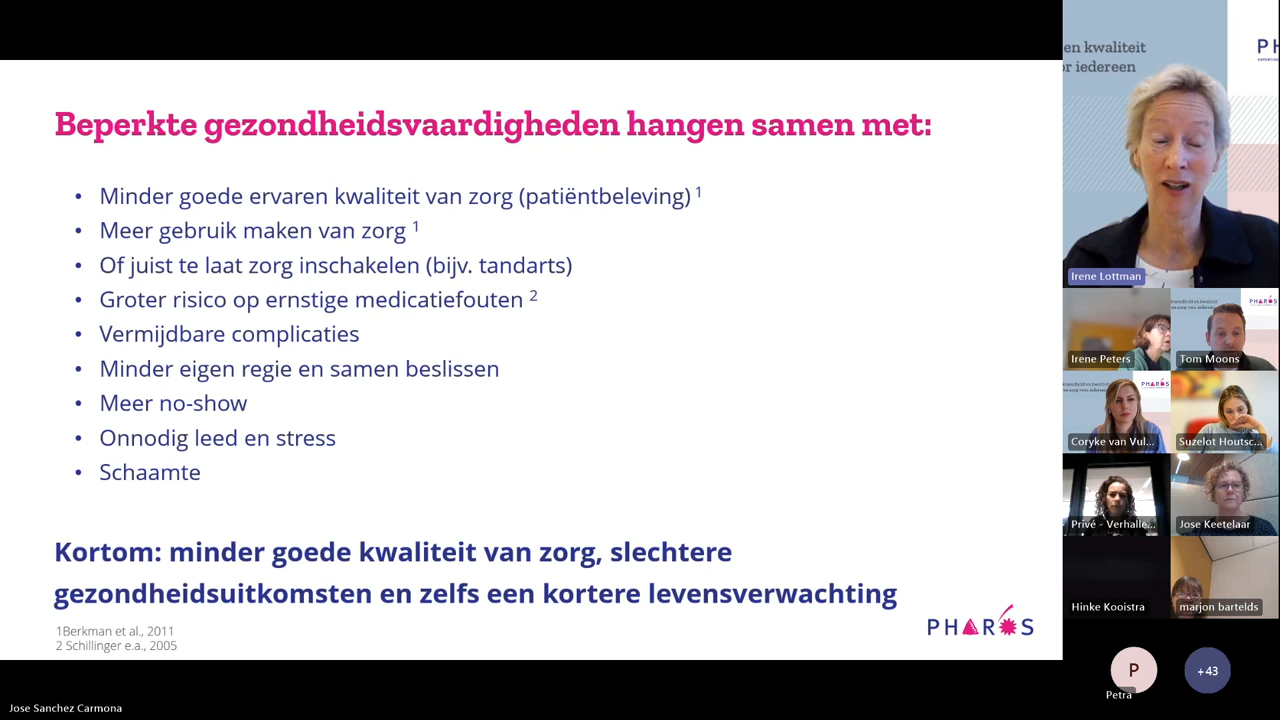 Beperkte gezondheidsvaardigheden hangen samen met:
• Minder goede ervaren kwaliteit van zorg (patiëntbeleving) 1
• Meer gebruik maken van zorg 1
• Of juist te laat zorg inschakelen (bijv. tandarts)
• Groter risico op ernstige medicatiefouten 2
• Vermijdbare complicaties
• Minder eigen regie en samen beslissen
• Meer no-show
• Onnodig leed en stress
• Schaamte
Kortom: minder goede kwaliteit van zorg, slechtere
gezondheidsuitkomsten en zelfs een kortere levensverwachting
1Berkman et al., 2011
2 Schillinger e.a., 2005
PHAROS
Jose Sanchez Carmona
en kwaliteit
or iedereen
PH
Irene Lottman
Irene Peters
Tom Moons
PHAROS
Coryke van Vul...
PHAROS
Suzelot Houtsc...
Privé - Verhalle...
Jose Keetelaar
Hinke Kooistra
marjon bartelds
P
Petra
+43